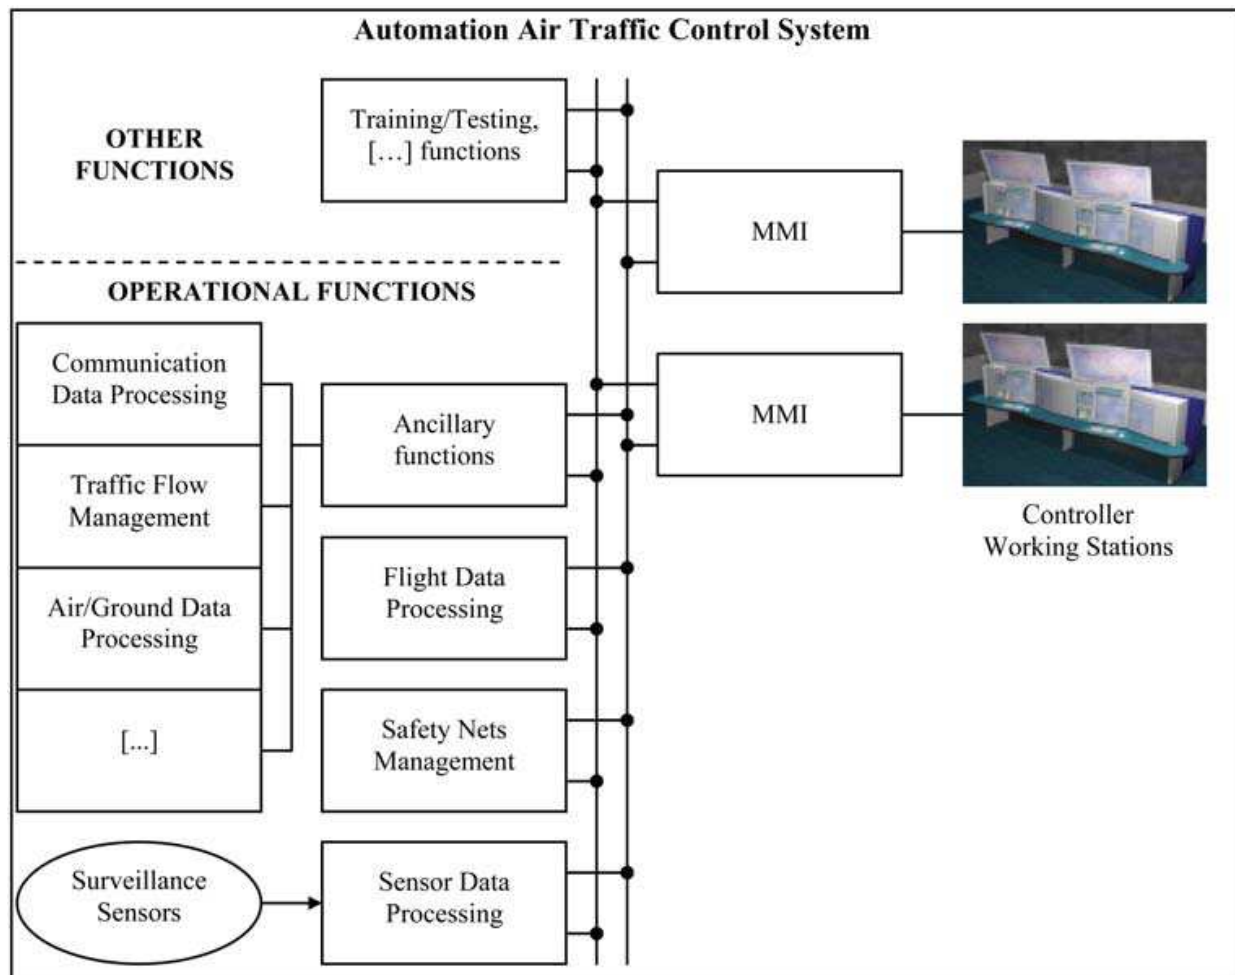 Automation Air Traffic Control System
OTHER
FUNCTIONS
Training/Testing,
[…] functions
MMI
OPERATIONAL FUNCTIONS
Communication
Data Processing
Traffic Flow
Management
Air/Ground Data
Processing
[...]
Ancillary
functions
MMI
Controller
Working Stations
Flight Data
Processing
Safety Nets
Management
Surveillance
Sensors
Sensor Data
Processing